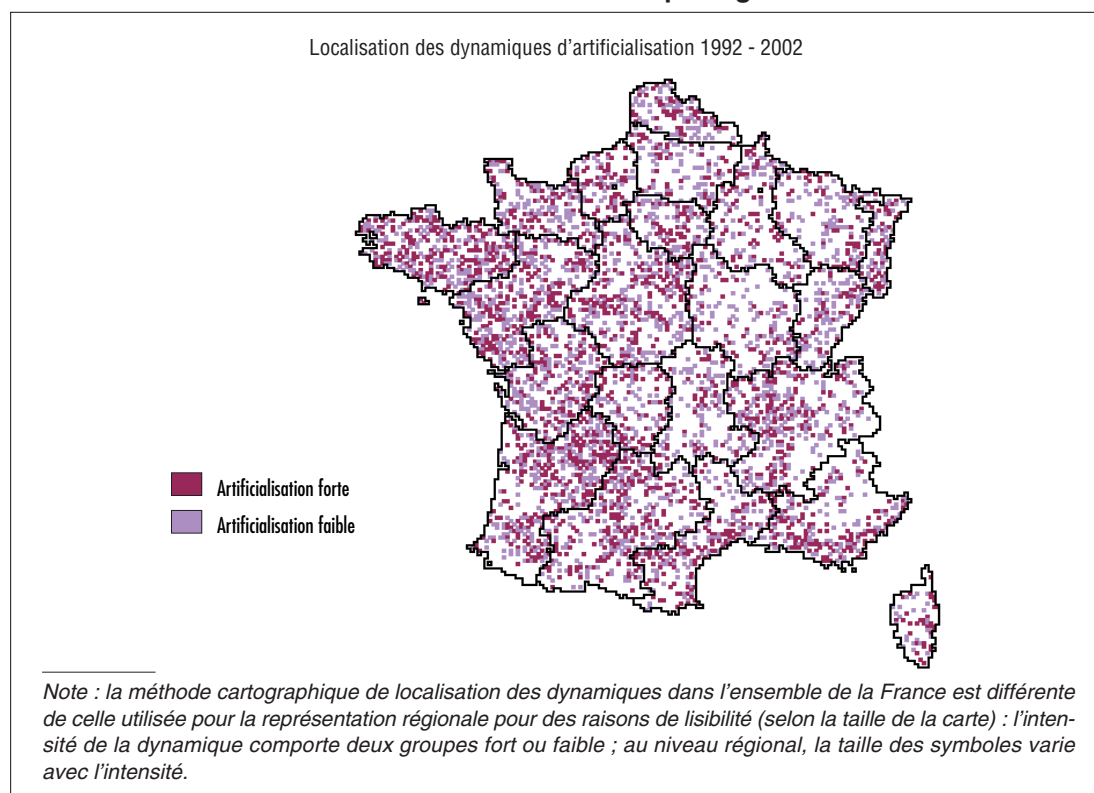 Localisation des dynamiques d'artificialisation 1992 - 2002
Artificialisation forte
Artificialisation faible
Note : la méthode cartographique de localisation des dynamiques dans l'ensemble de la France est différente
de celle utilisée pour la représentation régionale pour des raisons de lisibilité (selon la taille de la carte) : l'inten-
sité de la dynamique comporte deux groupes fort ou faible ; au niveau régional, la taille des symboles varie
avec l'intensité.